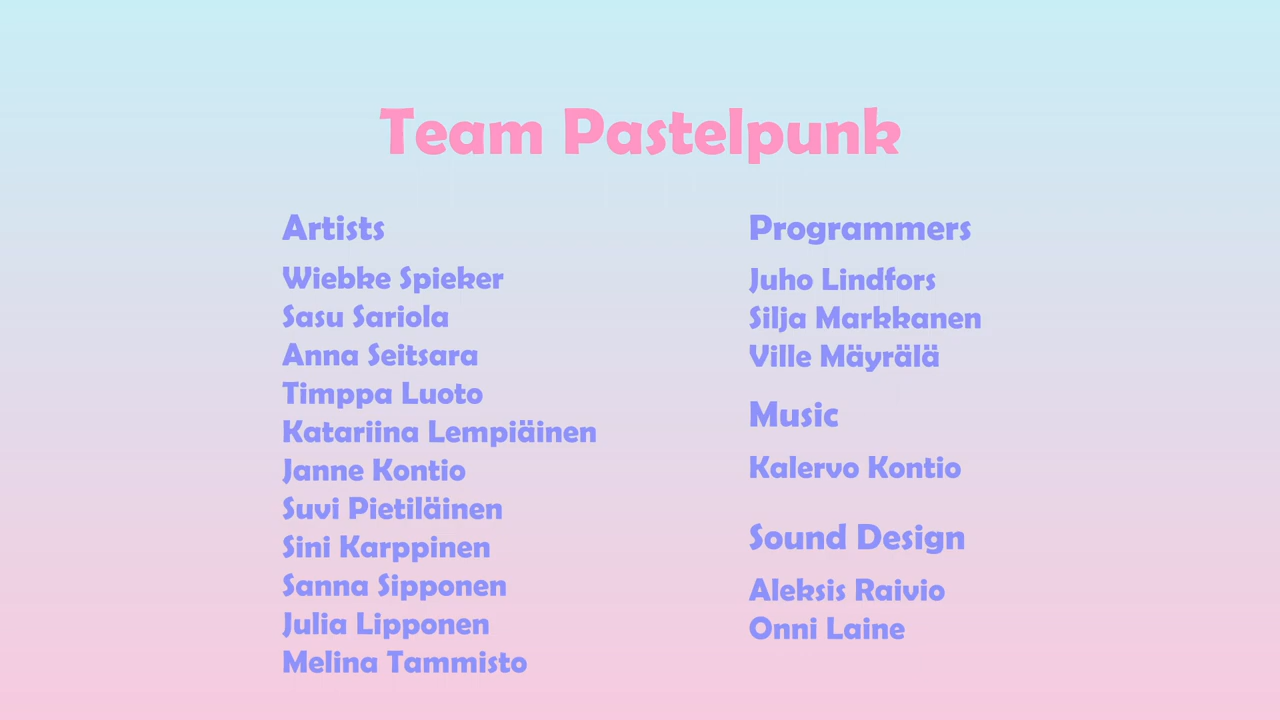 Team Pastelpunk
Artists
Wiebke Spieker
Sasu Sariola
Anna Seitsara
Timppa Luoto
Katariina Lempiäinen
Janne Kontio
Suvi Pietiläinen
Sini Karppinen
Sanna Sipponen
Julia Lipponen
Melina Tammisto
Programmers
Juho Lindfors
Silja Markkanen
Ville Mäyrälä
Music
Kalervo Kontio
Sound Design
Aleksis Raivio
Onni Laine